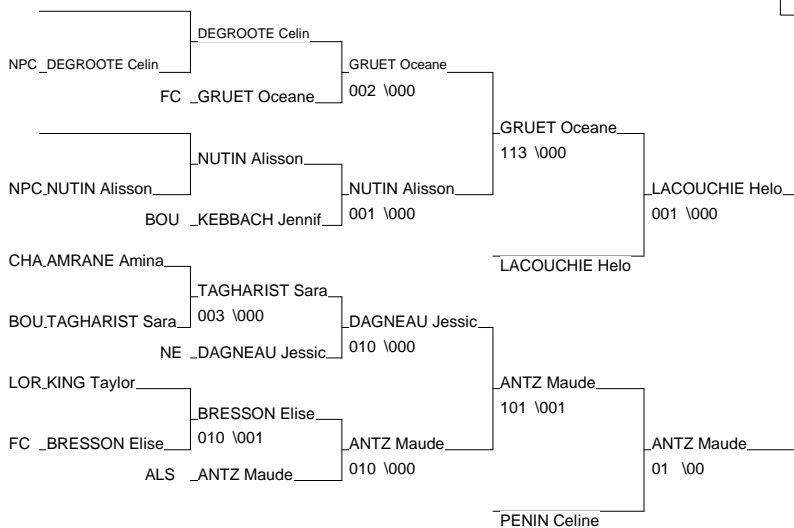 DEGROOTE Celin
NPC DEGROOTE Celin
GRUET Oceane
FC GRUET Oceane
002 \000
GRUET Oceane
113 \000
NUTIN Alisson
NPC NUTIN Alisson
NUTIN Alisson
LACOUCHIE Helo
001 \000
001 \000
BOU KEBBACH Jennif
CHA AMRANE Amina
LACOUCHIE Helo
TAGHARIST Sara
003 \000
BOU TAGHARIST Sara
DAGNEAU Jessic
010 \000
NE DAGNEAU Jessic
LOR KING Taylor
ANTZ Maude
101 \001
BRESSON Elise
010 \001
FC BRESSON Elise
ANTZ Maude
ANTZ Maude
010 \000
01 \00
ALS ANTZ Maude
PENIN Celine